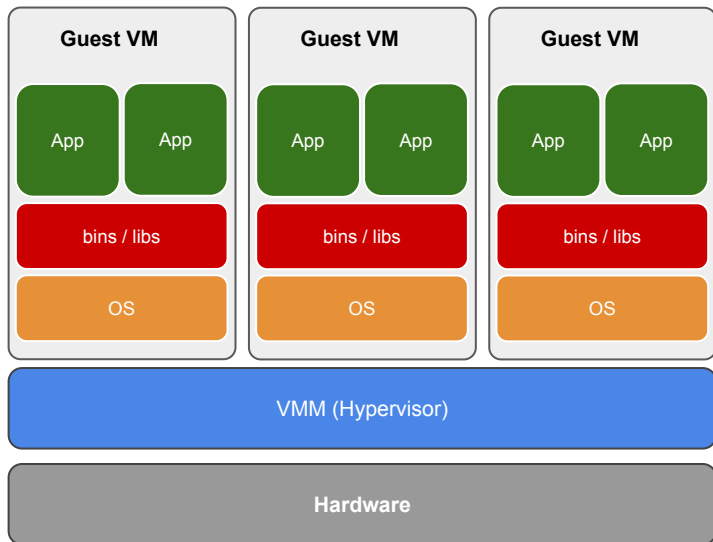 Guest VM
Guest VM
Guest VM
App
App
App
App
App
App
bins / libs
bins / libs
bins / libs
OS
OS
OS
VMM (Hypervisor)
Hardware